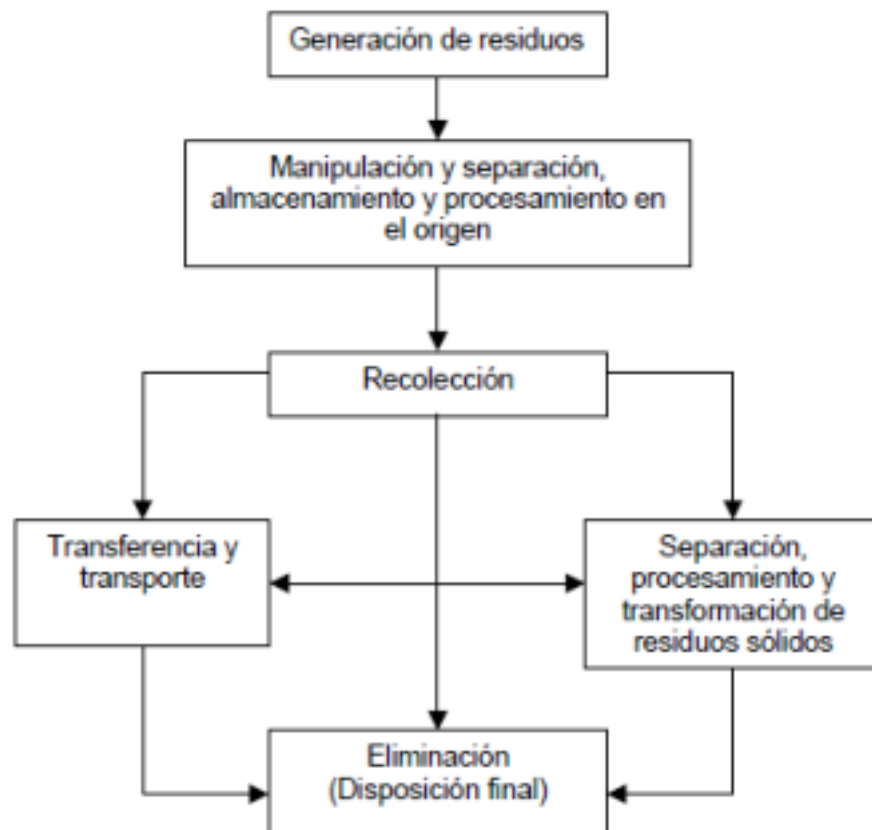 Generación de residuos
Manipulación y separación,
almacenamiento y procesamiento en
el origen
Recolección
Transferencia y
transporte
Separación,
procesamiento y
transformación de
residuos sólidos
Eliminación
(Disposición final)